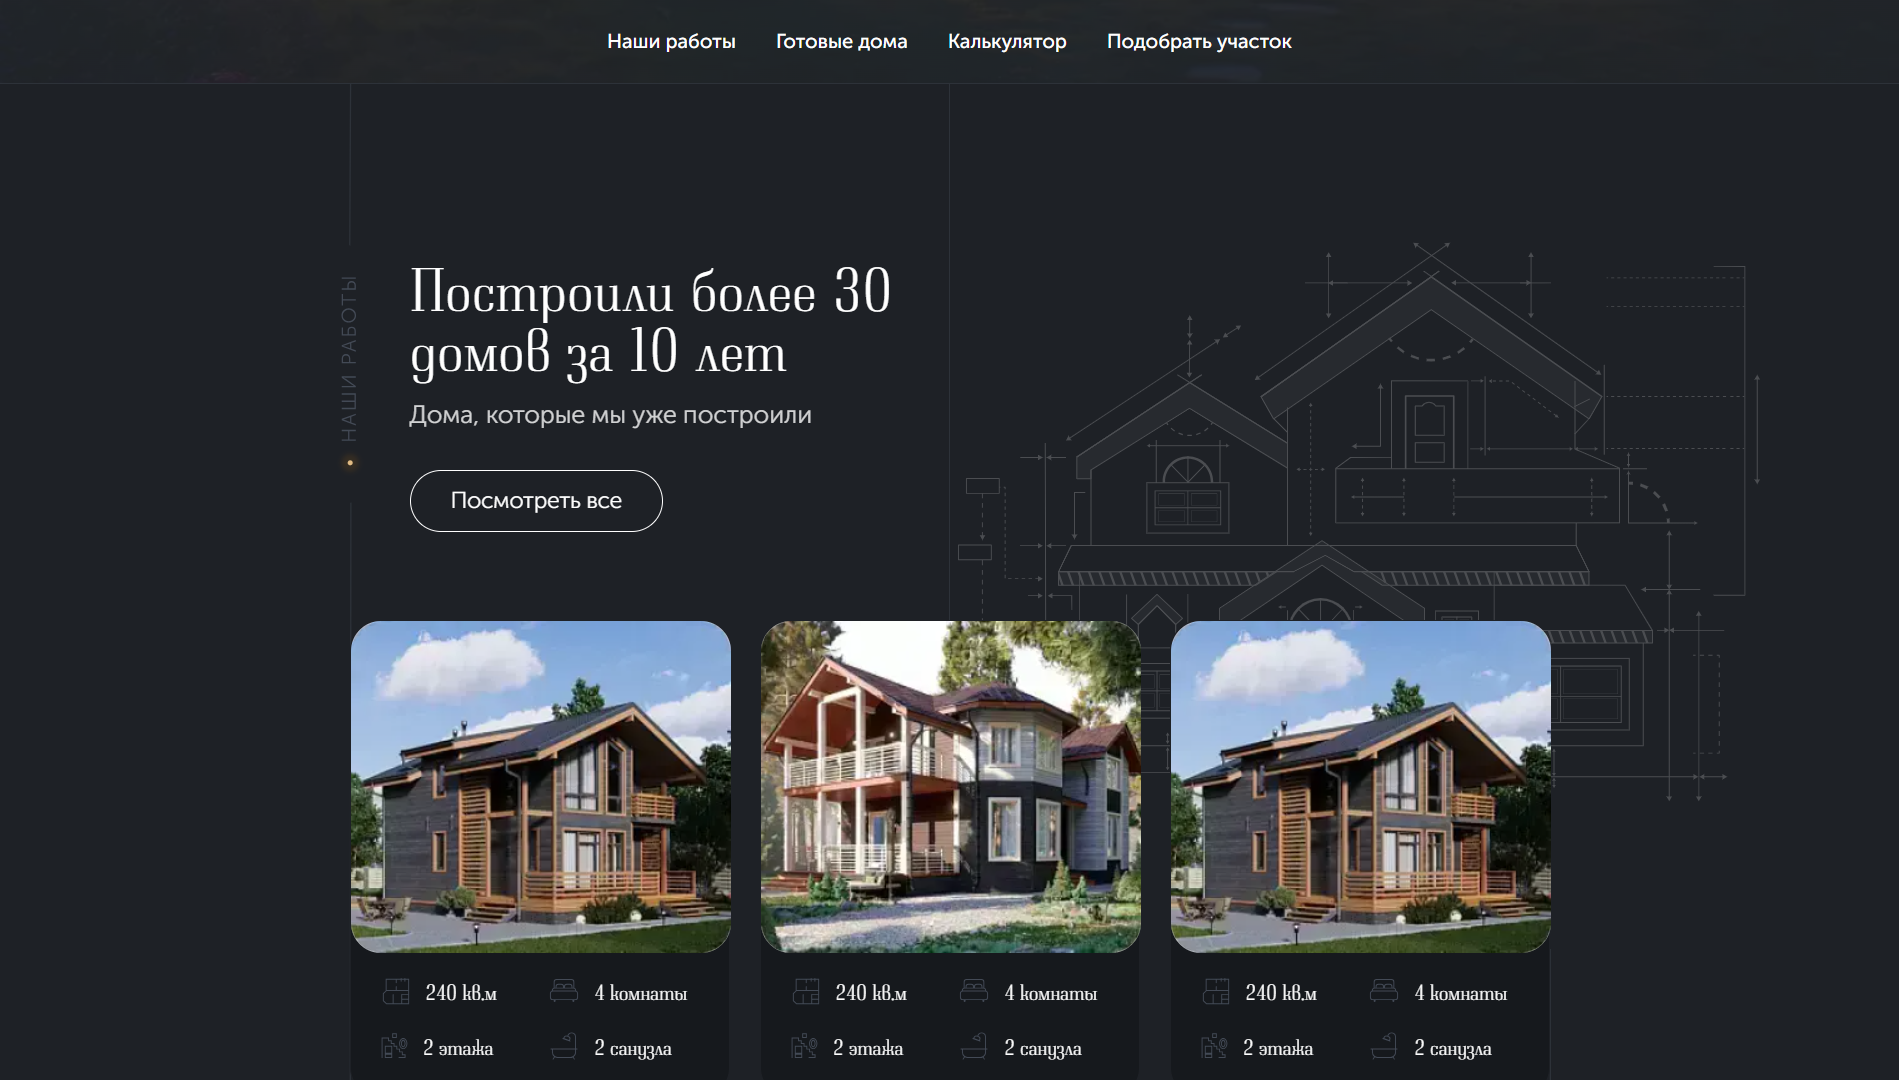 Наши работы Готовые дома Калькулятор Подобрать участок
НАШИ РАБОТЫ
Построили более 30
домов за 10 лет
Дома, которые мы уже построили
Посмотреть все
240 кв.м 4 комнаты
2 этажа 2 санузла
240 кв.м 4 комнаты
2 этажа 2 санузла
240 кв.м 4 комнаты
2 этажа 2 санузла